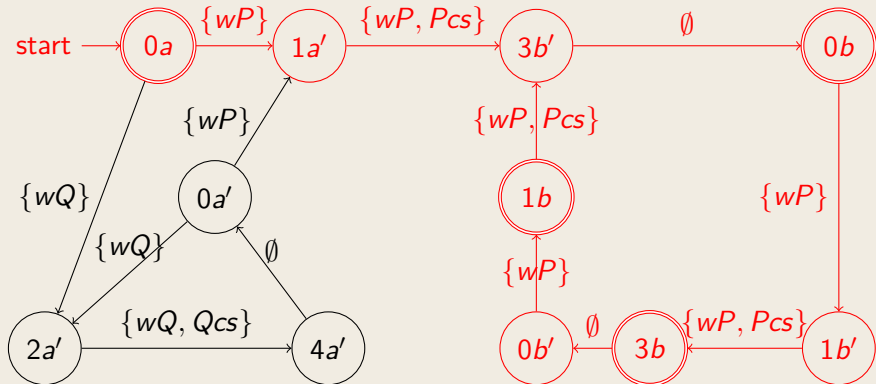 {wP} {wP, Pcs} ∅
start 0a 1a′ 3b′ 0b
{wP} {wP, Pcs}
{wQ} 0a′ 1b {wP}
{wQ} ∅ {wP}
{wQ, Qcs} {wP, Pcs}
∅
2a′ 4a′ 0b′ 3b 1b′